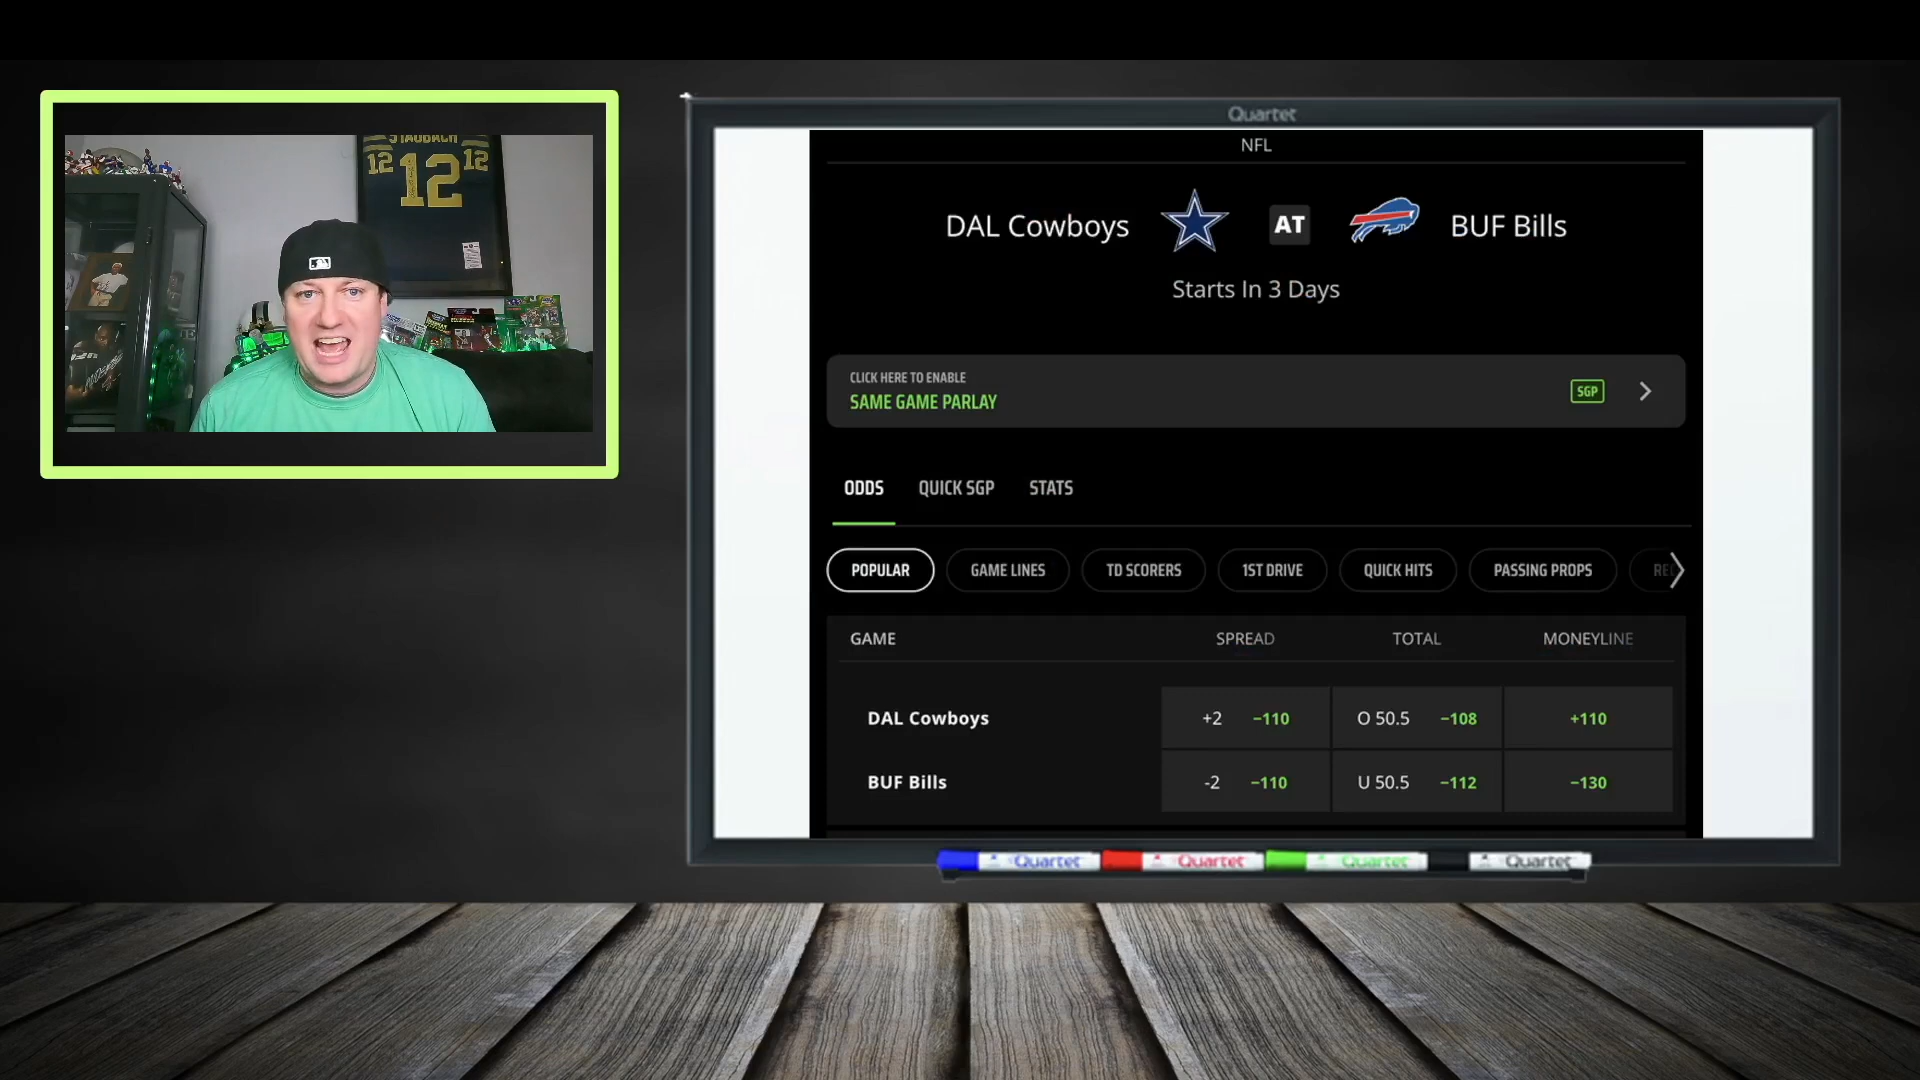 STAUBACH
12 12 12
Quartet
NFL
DAL Cowboys AT BUF Bills
Starts In 3 Days
CLICK HERE TO ENABLE
SAME GAME PARLAY SGP
ODDS QUICK SGP STATS
POPULAR GAME LINES TD SCORERS 1ST DRIVE QUICK HITS PASSING PROPS
GAME SPREAD TOTAL MONEYLINE
DAL Cowboys +2 −110 O 50.5 −108 +110
BUF Bills -2 −110 U 50.5 −112 −130
Quartet Quartet Quartet Quartet